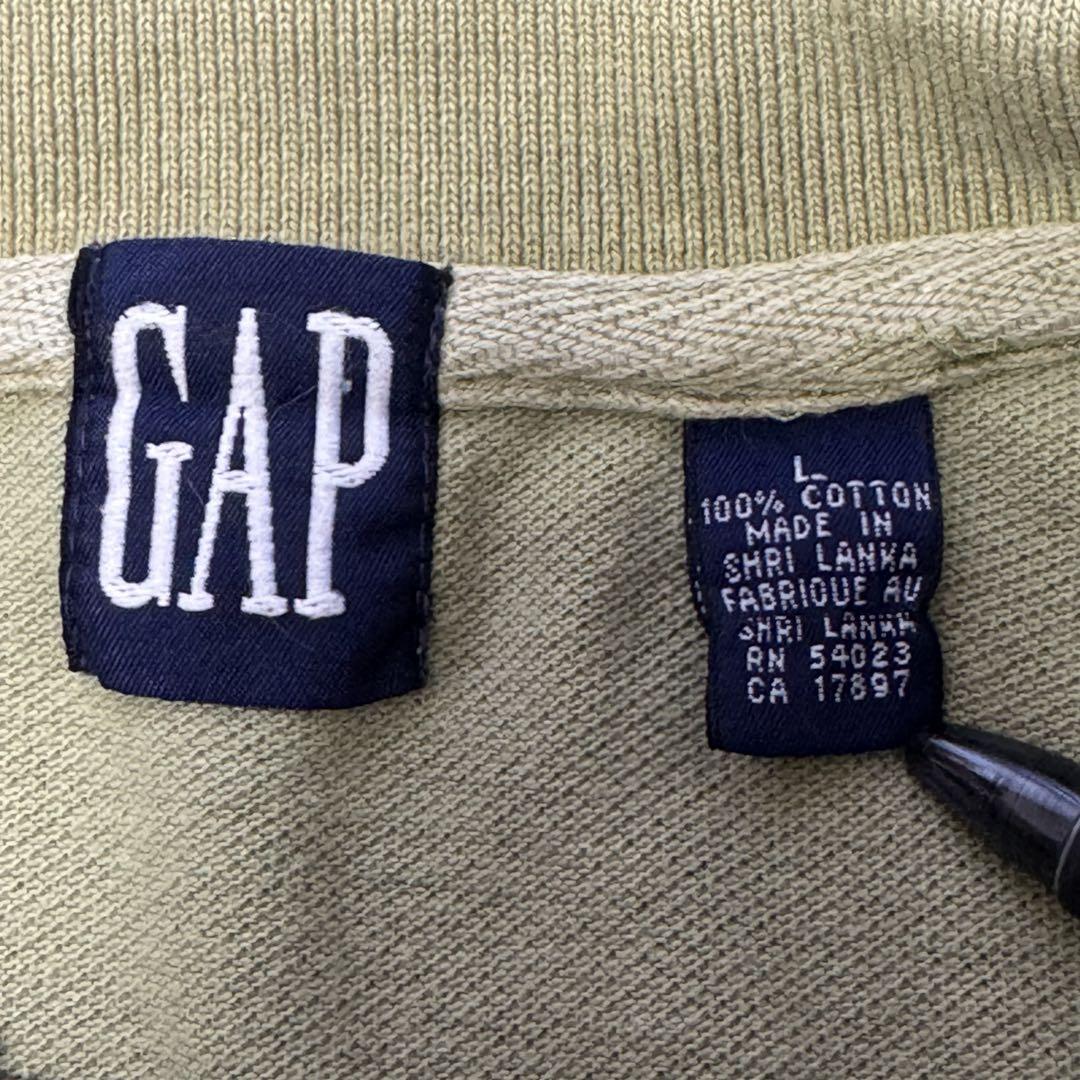 GAP
L
100% COTTON
MADE IN
SHRI LANKA
FABRIQUE AU
SHRI LANKA
RN 54023
CA 17897